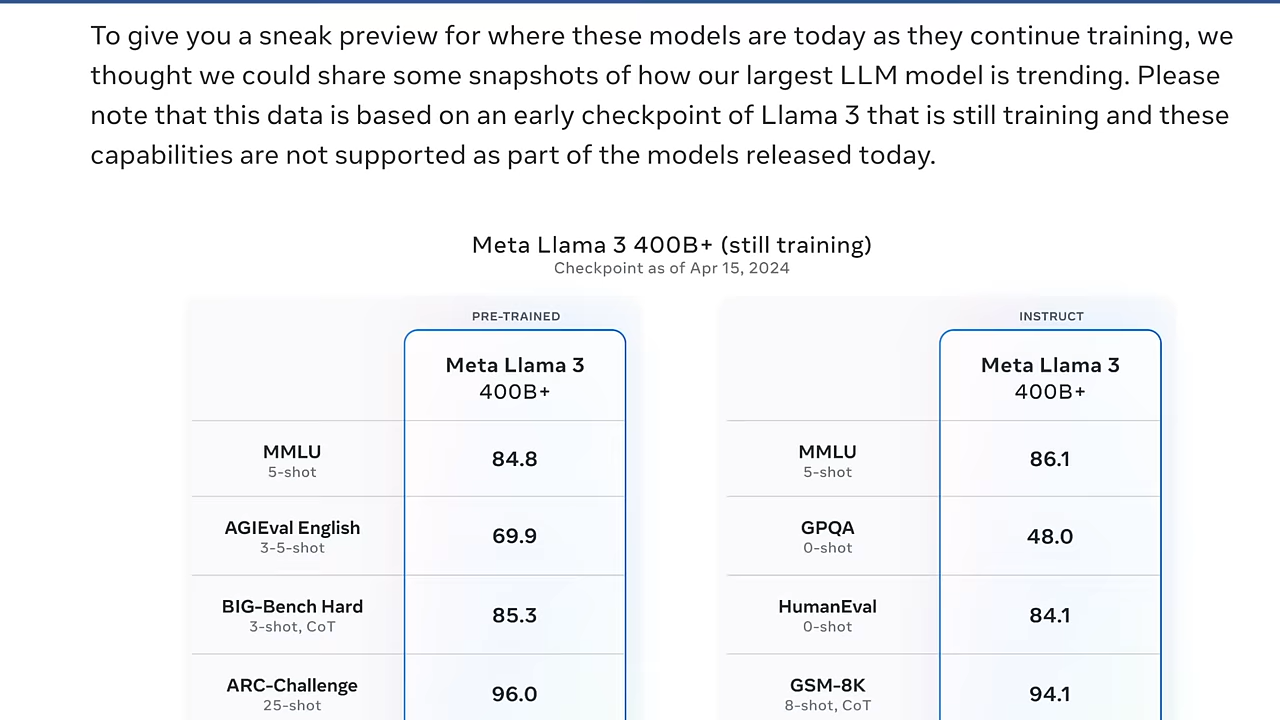 To give you a sneak preview for where these models are today as they continue training, we
thought we could share some snapshots of how our largest LLM model is trending. Please
note that this data is based on an early checkpoint of Llama 3 that is still training and these
capabilities are not supported as part of the models released today.
Meta Llama 3 400B+ (still training)
Checkpoint as of Apr 15, 2024
PRE-TRAINED
Meta Llama 3
400B+
MMLU
5-shot
84.8
AGIEval English
3-5-shot
69.9
BIG-Bench Hard
3-shot, CoT
85.3
ARC-Challenge
25-shot
96.0
INSTRUCT
Meta Llama 3
400B+
MMLU
5-shot
86.1
GPQA
0-shot
48.0
HumanEval
0-shot
84.1
GSM-8K
8-shot, CoT
94.1